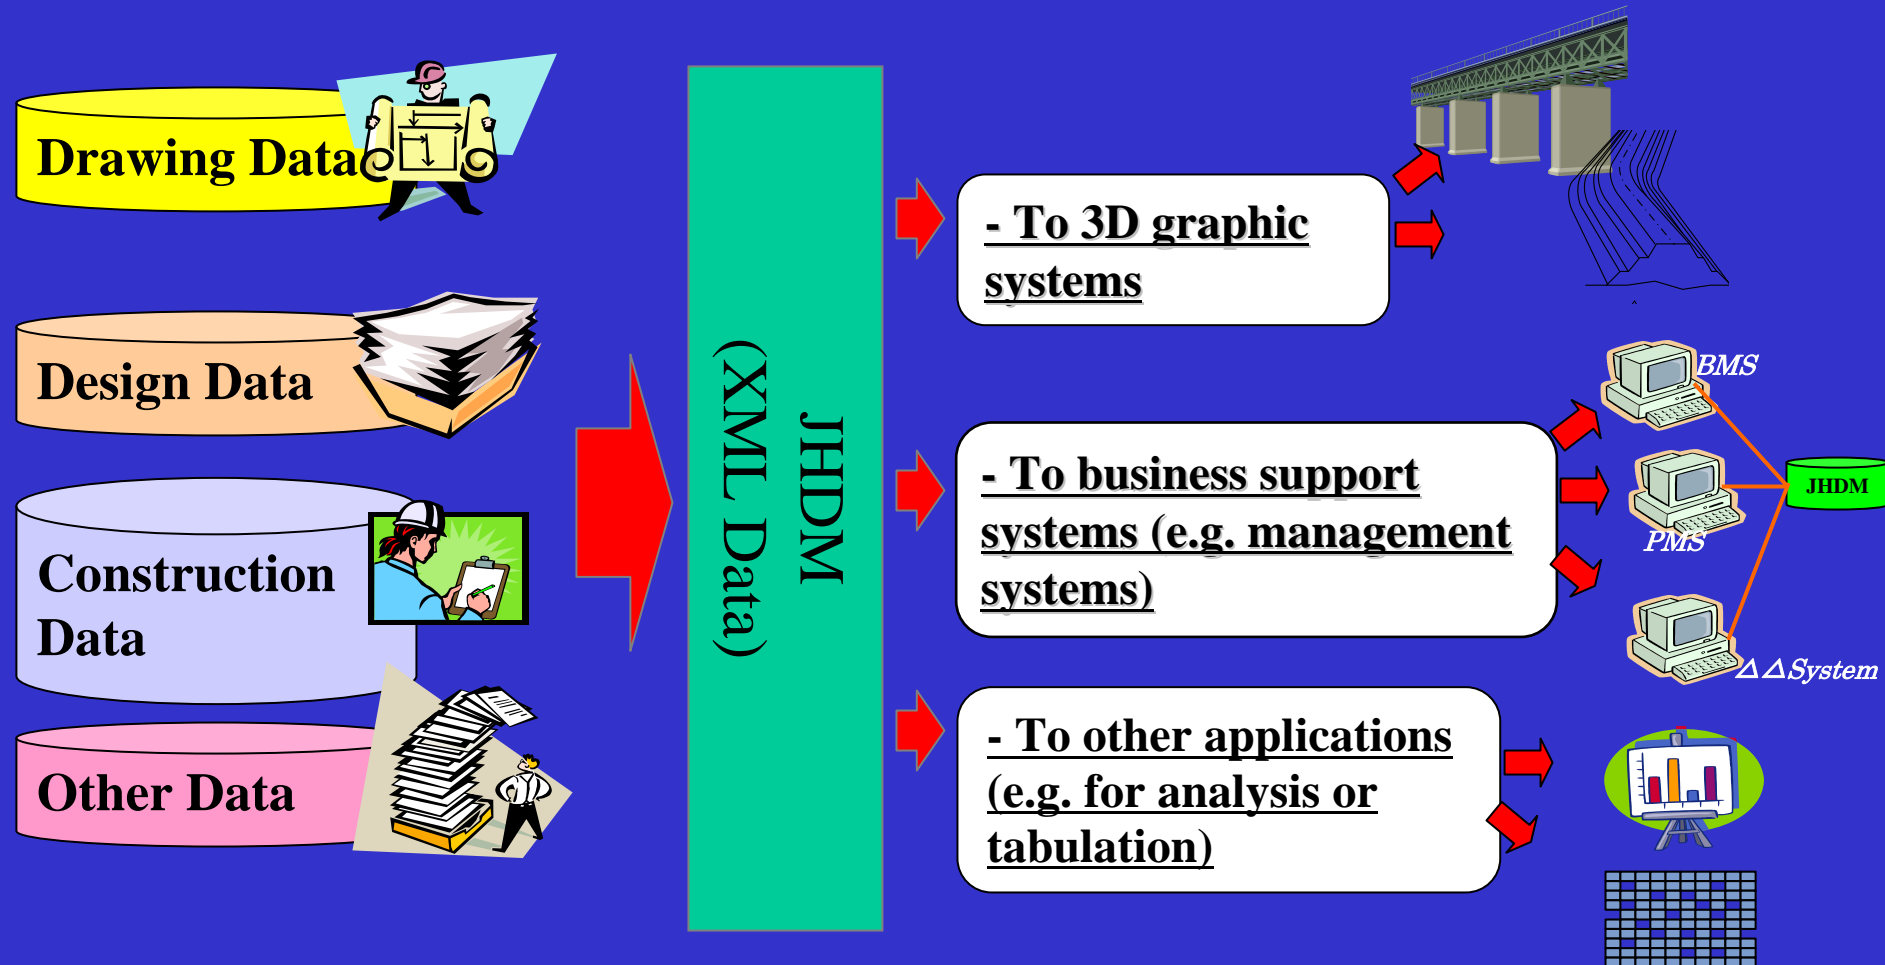 Drawing Data
Design Data
Construction
Data
Other Data
JHDM
(XML Data)
- To 3D graphic
systems
- To business support
systems (e.g. management
systems)
- To other applications
(e.g. for analysis or
tabulation)
BMS
PMS
△△System
JHDM